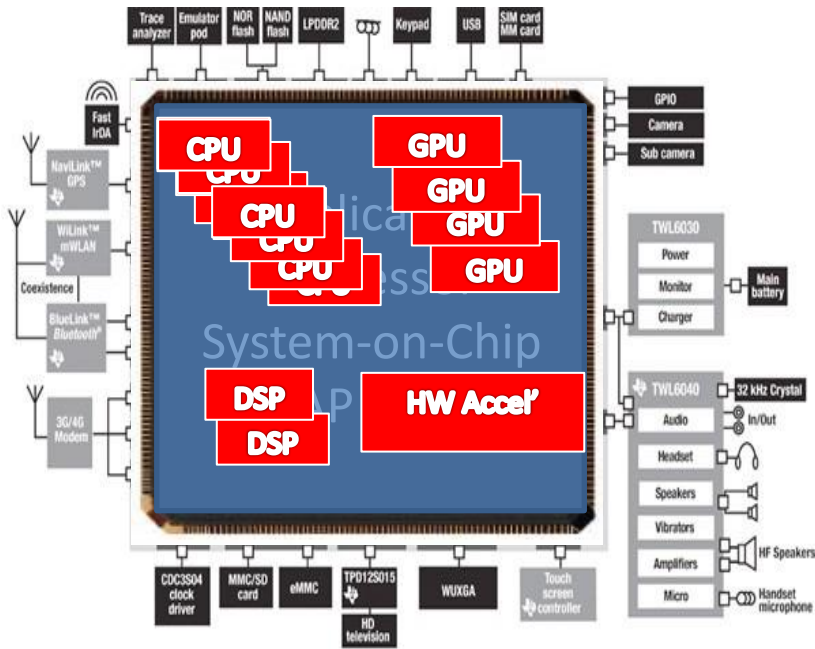 Trace
analyzer
Emulator
pod
NOR
flash
NAND
flash
LPDDR2
Keypad
USB
SIM card
MM card
Fast
IrDA
NaviLink™
GPS
WiLink™
mWLAN
Coexistence
BlueLink™
Bluetooth®
3G/4G
Modem
GPIO
Camera
Sub camera
TWL6030
Power
Monitor
Charger
Main
battery
TWL6040
32 kHz Crystal
Audio
In/Out
Headset
Speakers
Vibrators
Amplifiers
HF Speakers
Micro
Handset
microphone
CPU
CPU
CPU
CPU
CPU
CPU
GPU
GPU
GPU
GPU
System-on-Chip
DSP
DSP
HW Accel’
CDC3S04
clock
driver
MMC/SD
card
eMMC
TPD12S015
HD
television
WUXGA
Touch
screen
controller